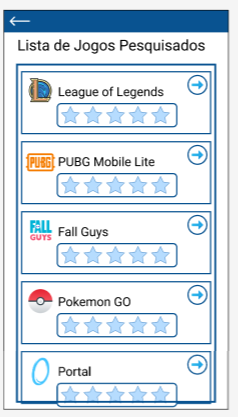 Lista de Jogos Pesquisados
League of Legends
PUBG
PUBG Mobile Lite
FALL
GUYS
Fall Guys
Pokemon GO
Portal